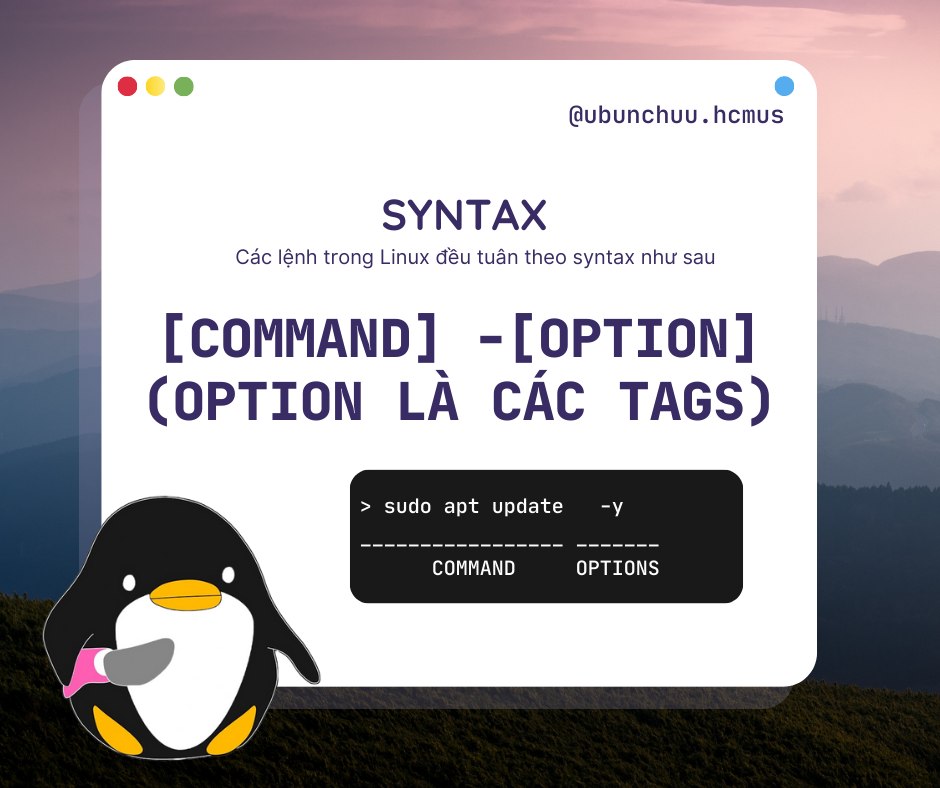 @ubunchuu.hcmus
SYNTAX
Các lệnh trong Linux đều tuân theo syntax như sau
[COMMAND] -[OPTION]
(OPTION LÀ CÁC TAGS)
> sudo apt update   -y
----------------- -------
COMMAND     OPTIONS